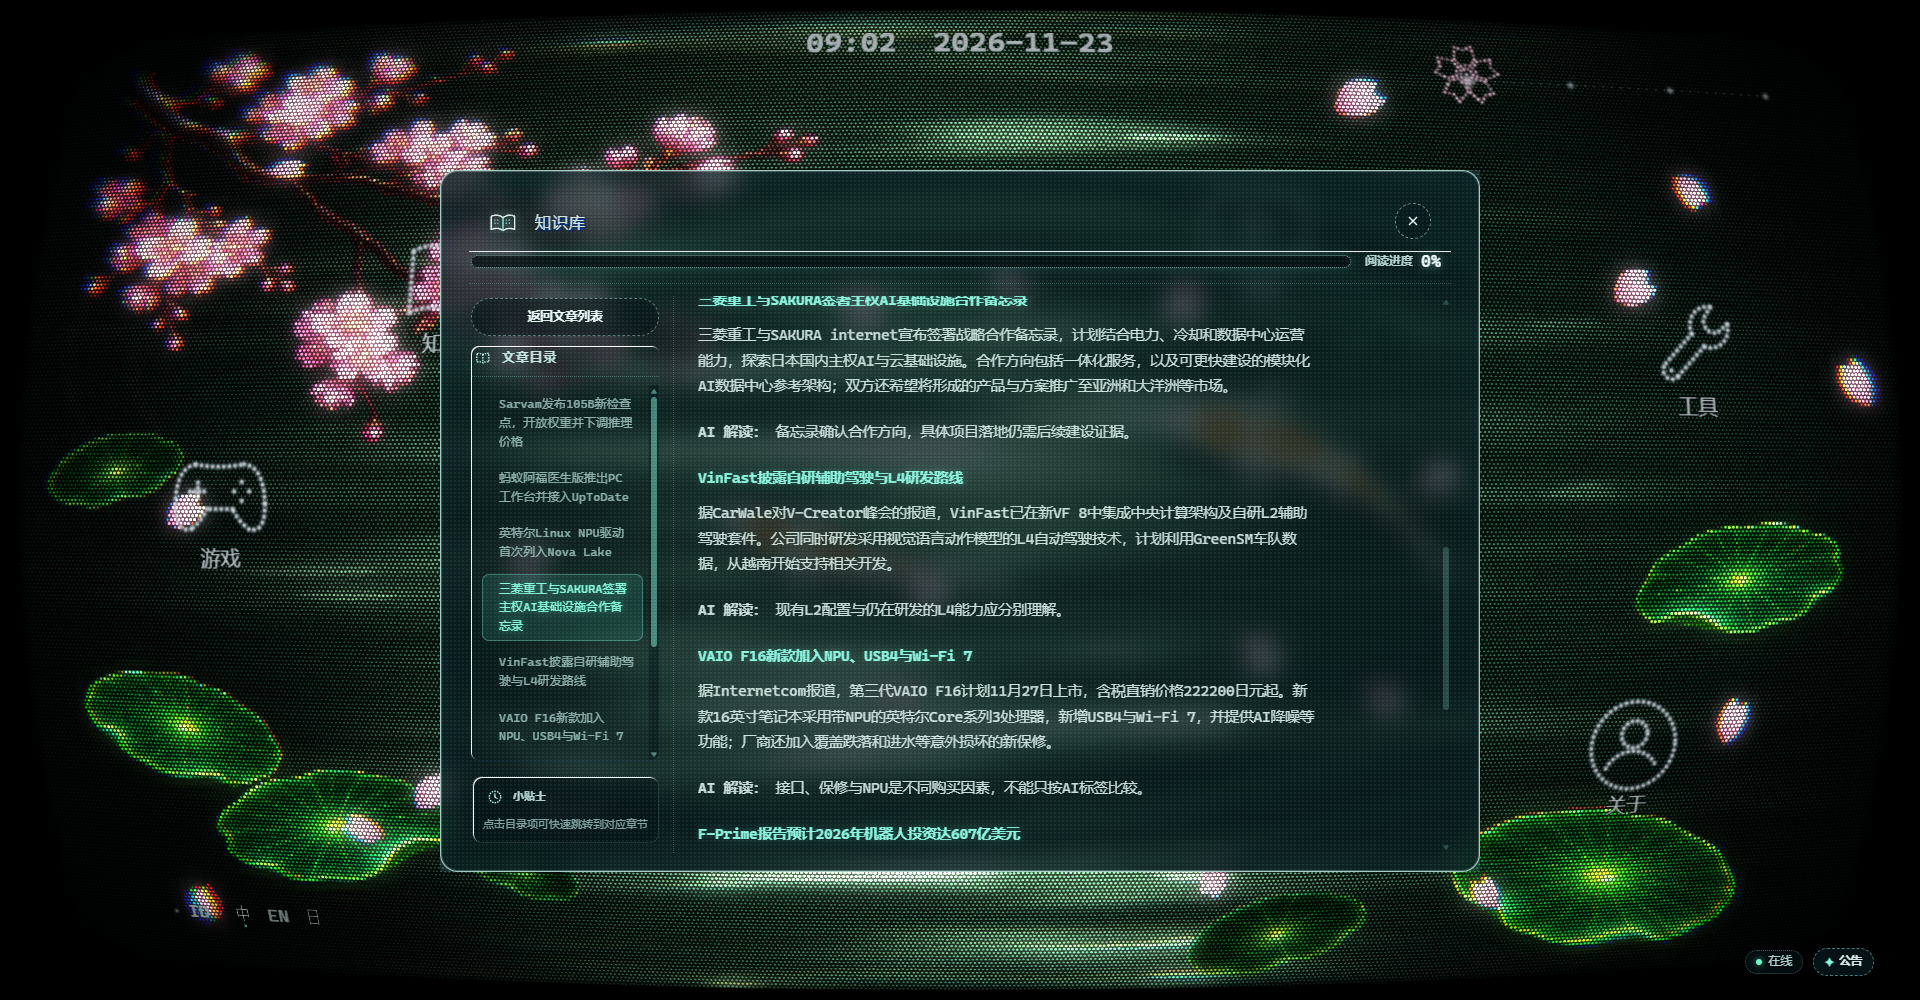 09:02 2026-11-23
知识库
阅读进度 0%
返回文章列表
文章目录
Sarvam发布105B新检查
点，开放权重并下调推理
价格
蚂蚁阿福医生版推出PC
工作台并接入UpToDate
英特尔Linux NPU驱动
首次列入Nova Lake
三菱重工与SAKURA签署
主权AI基础设施合作备
忘录
VinFast披露自研辅助驾
驶与L4研发路线
VAIO F16新款加入
NPU、USB4与Wi-Fi 7
小贴士
点击目录项可快速跳转到对应章节
三菱重工与SAKURA签署主权AI基础设施合作备忘录
三菱重工与SAKURA internet宣布签署战略合作备忘录，计划结合电力、冷却和数据中心运营
能力，探索日本国内主权AI与云基础设施。合作方向包括一体化服务，以及可更快建设的模块化
AI数据中心参考架构；双方还希望将形成的产品与方案推广至亚洲和大洋洲等市场。
AI 解读： 备忘录确认合作方向，具体项目落地仍需后续建设证据。
VinFast披露自研辅助驾驶与L4研发路线
据CarWale对V-Creator峰会的报道，VinFast已在新VF 8中集成中央计算架构及自研L2辅助
驾驶套件。公司同时研发采用视觉语言动作模型的L4自动驾驶技术，计划利用GreenSM车队数
据，从越南开始支持相关开发。
AI 解读： 现有L2配置与仍在研发的L4能力应分别理解。
VAIO F16新款加入NPU、USB4与Wi-Fi 7
据Internetcom报道，第三代VAIO F16计划11月27日上市，含税直销价格222200日元起。新
款16英寸笔记本采用带NPU的英特尔Core系列3处理器，新增USB4与Wi-Fi 7，并提供AI降噪等
功能；厂商还加入覆盖跌落和进水等意外损坏的新保修。
AI 解读： 接口、保修与NPU是不同购买因素，不能只按AI标签比较。
F-Prime报告预计2026年机器人投资达607亿美元
知
游戏
工具
关于
中 EN 日
在线
公告